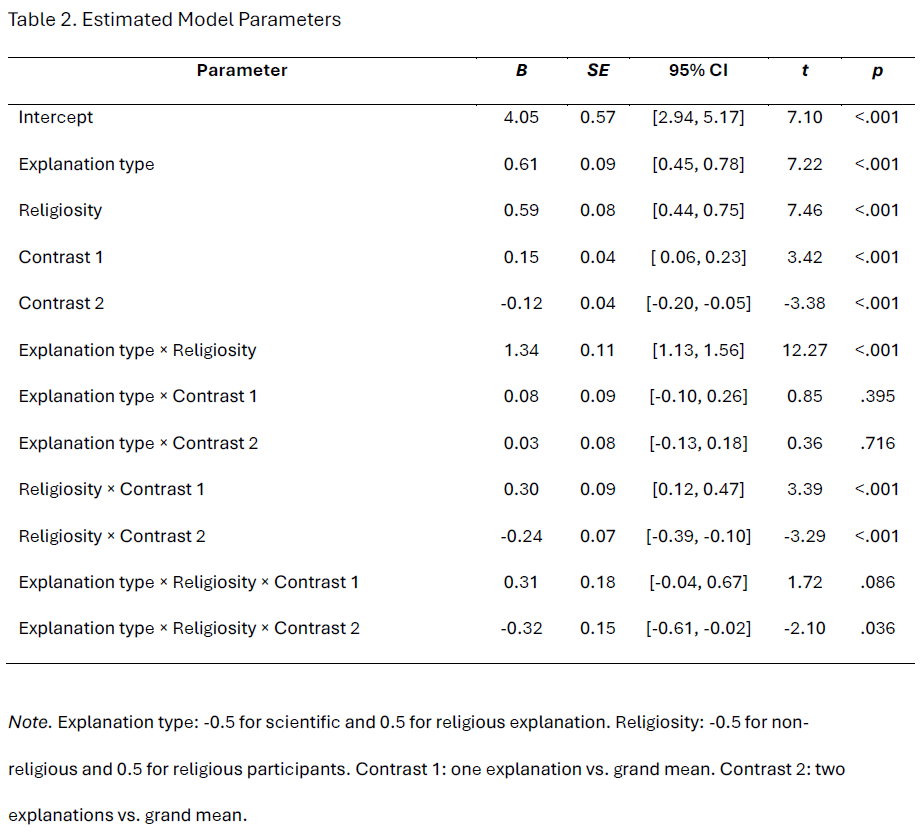 Table 2. Estimated Model Parameters
Parameter B SE 95% CI t p
Intercept 4.05 0.57 [2.94, 5.17] 7.10 <.001
Explanation type 0.61 0.09 [0.45, 0.78] 7.22 <.001
Religiosity 0.59 0.08 [0.44, 0.75] 7.46 <.001
Contrast 1 0.15 0.04 [ 0.06, 0.23] 3.42 <.001
Contrast 2 -0.12 0.04 [-0.20, -0.05] -3.38 <.001
Explanation type × Religiosity 1.34 0.11 [1.13, 1.56] 12.27 <.001
Explanation type × Contrast 1 0.08 0.09 [-0.10, 0.26] 0.85 .395
Explanation type × Contrast 2 0.03 0.08 [-0.13, 0.18] 0.36 .716
Religiosity × Contrast 1 0.30 0.09 [0.12, 0.47] 3.39 <.001
Religiosity × Contrast 2 -0.24 0.07 [-0.39, -0.10] -3.29 <.001
Explanation type × Religiosity × Contrast 1 0.31 0.18 [-0.04, 0.67] 1.72 .086
Explanation type × Religiosity × Contrast 2 -0.32 0.15 [-0.61, -0.02] -2.10 .036
Note. Explanation type: -0.5 for scientific and 0.5 for religious explanation. Religiosity: -0.5 for non-
religious and 0.5 for religious participants. Contrast 1: one explanation vs. grand mean. Contrast 2: two
explanations vs. grand mean.